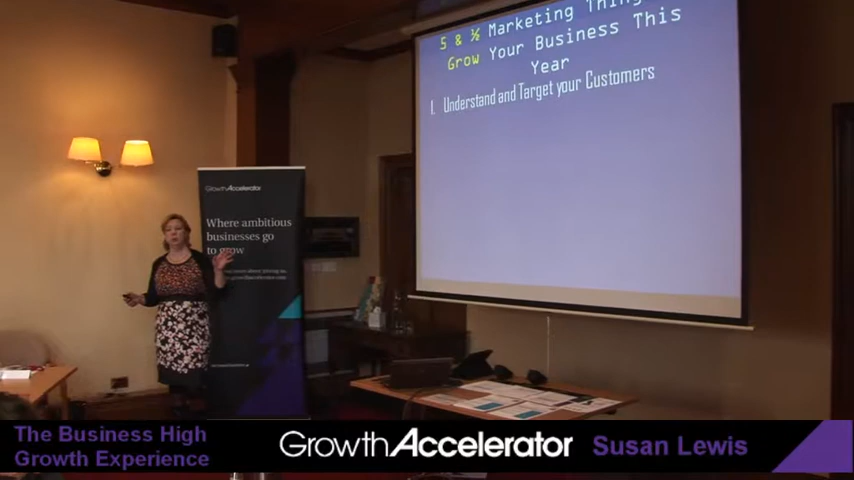 5 & ½ Marketing Things
Grow Your Business This
Year
1. Understand and Target your Customers
GrowthAccelerator
Where ambitious
businesses go
to grow
The Business High
Growth Experience
GrowthAccelerator
Susan Lewis